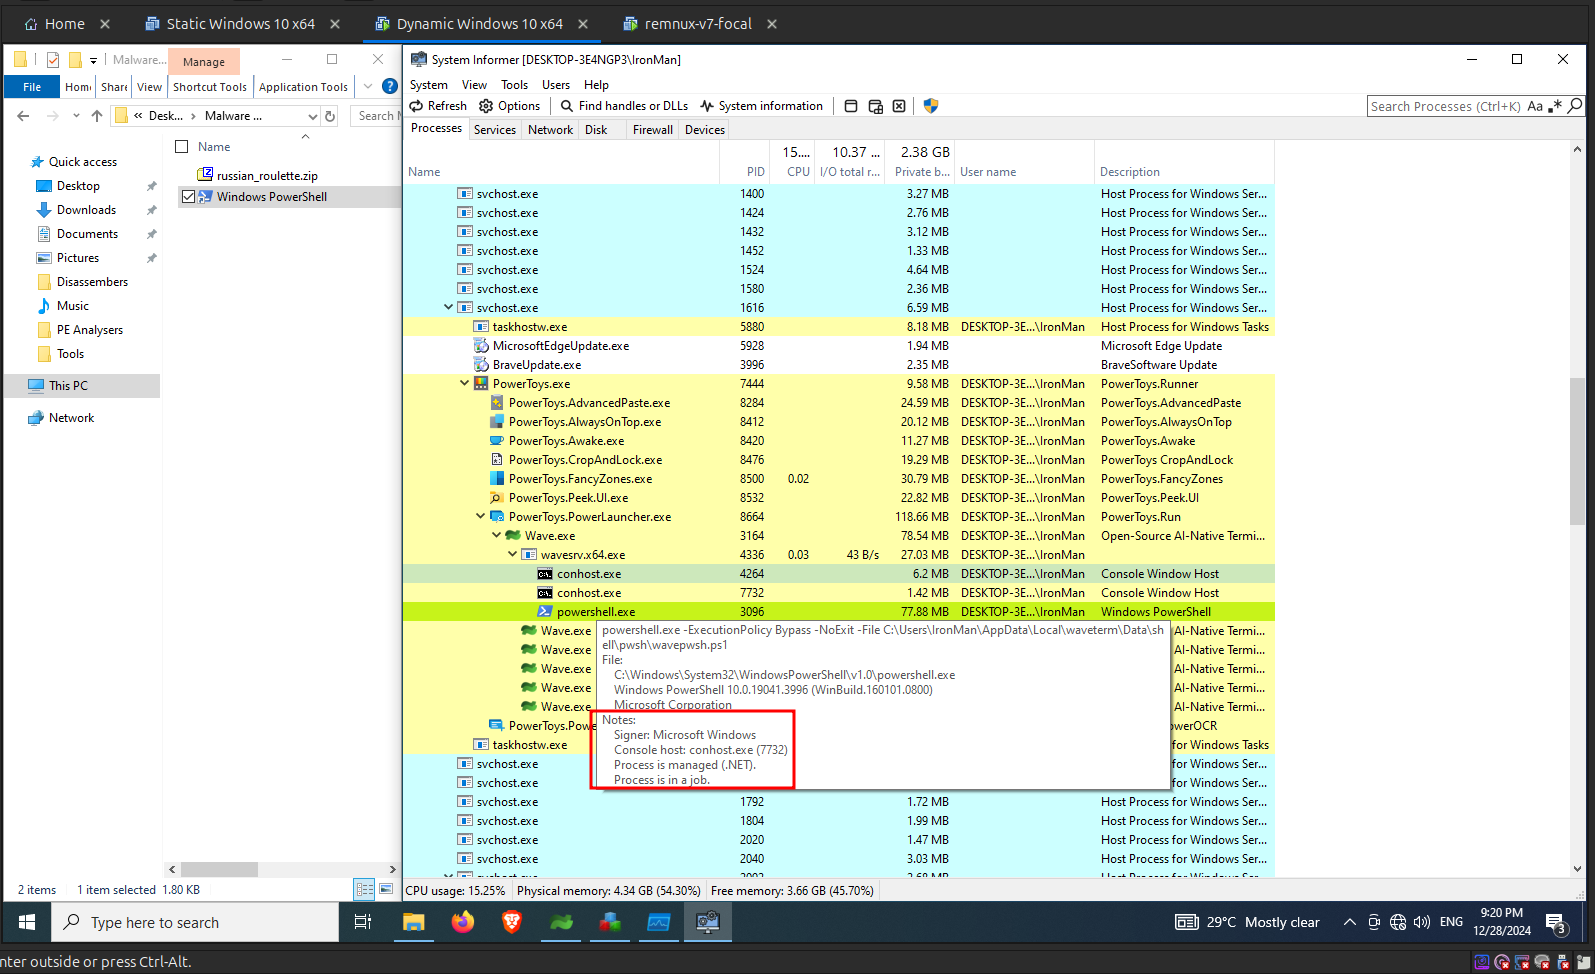 Home
Static Windows 10 x64
Dynamic Windows 10 x64
remnux-v7-focal
Malware...
Manage
File
Home
Share
View
Shortcut Tools
Application Tools
« Desk... > Malware ...
Search
Quick access
Desktop
Downloads
Documents
Pictures
Disassembers
Music
PE Analysers
Tools
This PC
Network
Name
russian_roulette.zip
Windows PowerShell
2 items 1 item selected 1.80 KB
System Informer [DESKTOP-3E4NGP3\IronMan]
System View Tools Users Help
Refresh Options Find handles or DLLs System information
Search Processes (Ctrl+K) Aa .*
Processes Services Network Disk Firewall Devices
15.... 10.37 ... 2.38 GB
Name PID CPU I/O total r... Private b... User name Description
svchost.exe 1400 3.27 MB Host Process for Windows Ser...
svchost.exe 1424 2.76 MB Host Process for Windows Ser...
svchost.exe 1432 3.12 MB Host Process for Windows Ser...
svchost.exe 1452 1.33 MB Host Process for Windows Ser...
svchost.exe 1524 4.64 MB Host Process for Windows Ser...
svchost.exe 1580 2.36 MB Host Process for Windows Ser...
svchost.exe 1616 6.59 MB Host Process for Windows Ser...
taskhostw.exe 5880 8.18 MB DESKTOP-3E...\IronMan Host Process for Windows Tasks
MicrosoftEdgeUpdate.exe 5928 1.94 MB Microsoft Edge Update
BraveUpdate.exe 3996 2.35 MB BraveSoftware Update
PowerToys.exe 7444 9.58 MB DESKTOP-3E...\IronMan PowerToys.Runner
PowerToys.AdvancedPaste.exe 8284 24.59 MB DESKTOP-3E...\IronMan PowerToys.AdvancedPaste
PowerToys.AlwaysOnTop.exe 8412 20.12 MB DESKTOP-3E...\IronMan PowerToys.AlwaysOnTop
PowerToys.Awake.exe 8420 11.27 MB DESKTOP-3E...\IronMan PowerToys.Awake
PowerToys.CropAndLock.exe 8476 19.29 MB DESKTOP-3E...\IronMan PowerToys CropAndLock
PowerToys.FancyZones.exe 8500 0.02 30.79 MB DESKTOP-3E...\IronMan PowerToys.FancyZones
PowerToys.Peek.UI.exe 8532 22.82 MB DESKTOP-3E...\IronMan PowerToys.Peek.UI
PowerToys.PowerLauncher.exe 8664 118.66 MB DESKTOP-3E...\IronMan PowerToys.Run
Wave.exe 3164 78.54 MB DESKTOP-3E...\IronMan Open-Source AI-Native Termi...
wavesrv.x64.exe 4336 0.03 43 B/s 27.03 MB DESKTOP-3E...\IronMan
conhost.exe 4264 6.2 MB DESKTOP-3E...\IronMan Console Window Host
conhost.exe 7732 1.42 MB DESKTOP-3E...\IronMan Console Window Host
powershell.exe 3096 77.88 MB DESKTOP-3E...\IronMan Windows PowerShell
Wave.exe AI-Native Termi...
Wave.exe AI-Native Termi...
Wave.exe AI-Native Termi...
Wave.exe AI-Native Termi...
Wave.exe AI-Native Termi...
PowerToys.Powe owerOCR
taskhostw.exe for Windows Tasks
svchost.exe for Windows Ser...
svchost.exe for Windows Ser...
svchost.exe 1792 1.72 MB Host Process for Windows Ser...
svchost.exe 1804 1.99 MB Host Process for Windows Ser...
svchost.exe 2020 1.47 MB Host Process for Windows Ser...
svchost.exe 2040 3.03 MB Host Process for Windows Ser...
powershell.exe -ExecutionPolicy Bypass -NoExit -File C:\Users\IronMan\AppData\Local\waveterm\Data\sh
ell\pwsh\wavepwsh.ps1
File:
C:\Windows\System32\WindowsPowerShell\v1.0\powershell.exe
Windows PowerShell 10.0.19041.3996 (WinBuild.160101.0800)
Microsoft Corporation
Notes:
Signer: Microsoft Windows
Console host: conhost.exe (7732)
Process is managed (.NET).
Process is in a job.
CPU usage: 15.25% Physical memory: 4.34 GB (54.30%) Free memory: 3.66 GB (45.70%)
Type here to search
29°C Mostly clear
ENG
9:20 PM
12/28/2024
3
nter outside or press Ctrl-Alt.